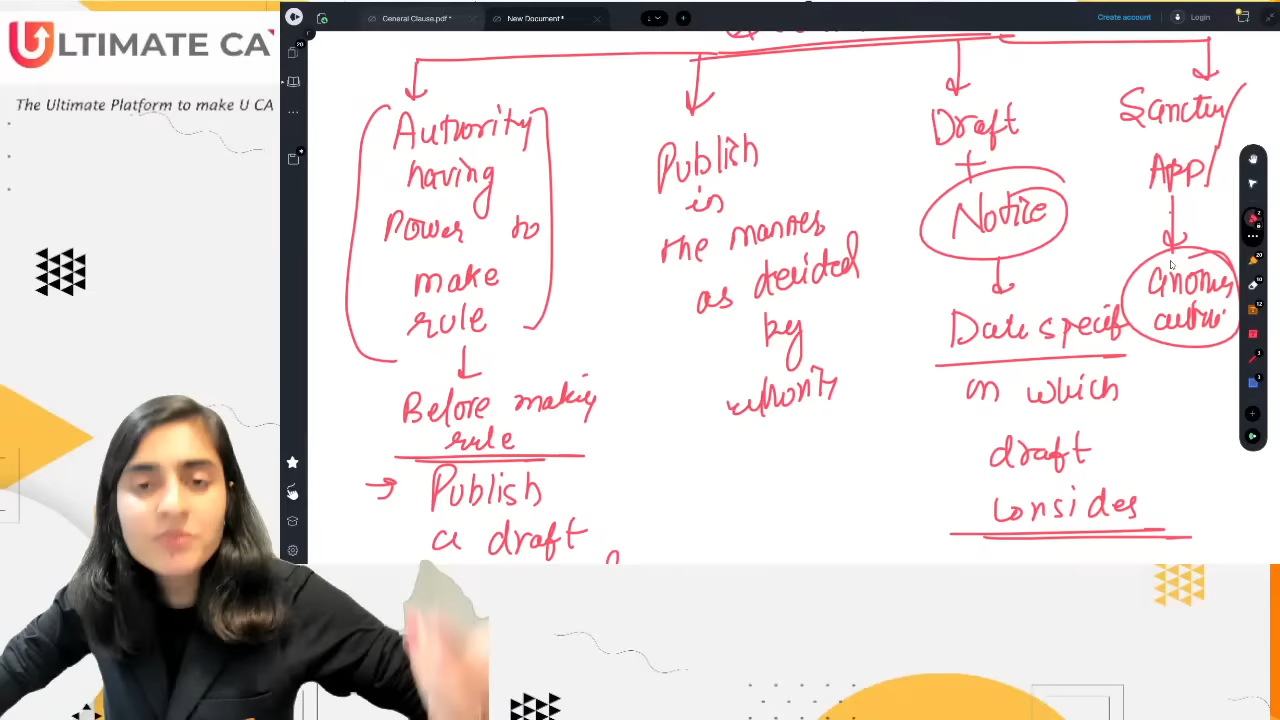 ULTIMATE CA
The Ultimate Platform to make U CA
General Clause.pdf *
New Document*
Create account
Login
Authority
having
Power to
make
rule
Before making
rule
Publish
a draft
Publish
in
the manner
as decided
by
authority
Draft
+
Notice
Date specif
on which
draft
consider
App/